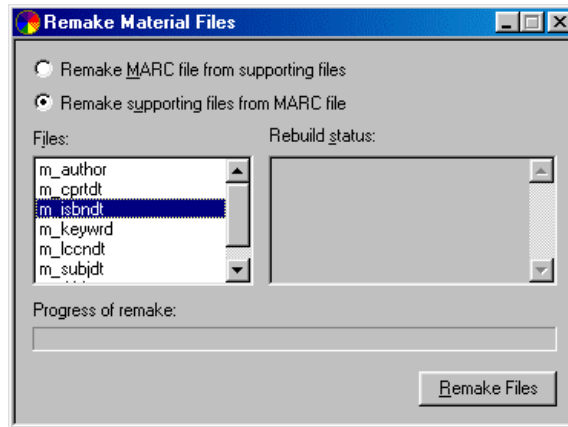 Remake Material Files
Remake MARC file from supporting files
Remake supporting files from MARC file
Files:
Rebuild status:
m_author
m_cprtdt
m_isbndt
m_keywrd
m_lccndt
m_subjdt
Progress of remake:
Remake Files